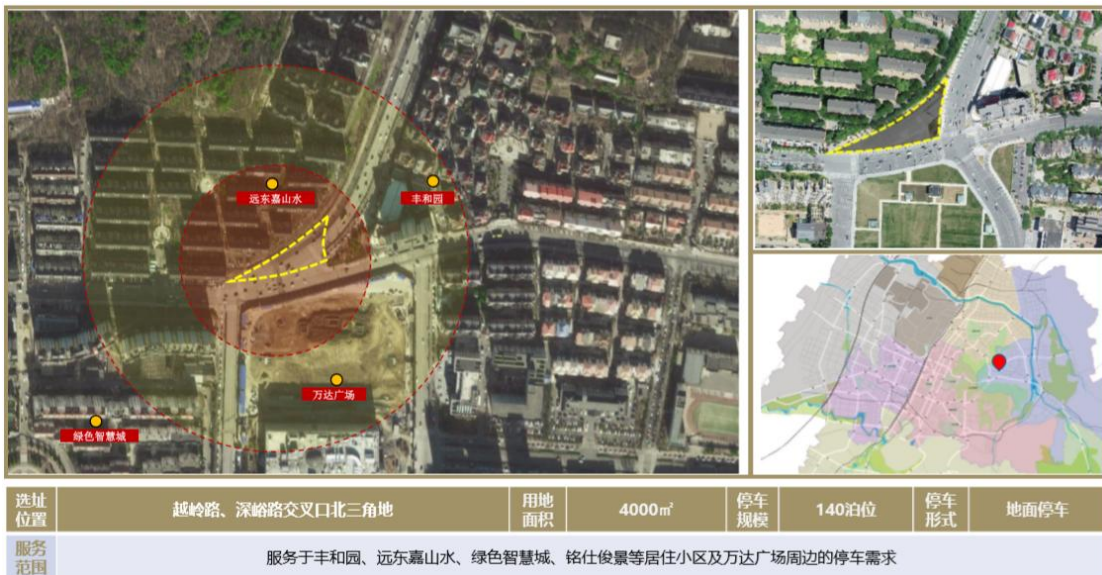 远东嘉山水
丰和园
万达广场
绿色智慧城
选址位置
越岭路、深峪路交叉口北三角地
用地面积
4000㎡
停车规模
140泊位
停车形式
地面停车
服务范围
服务于丰和园、远东嘉山水、绿色智慧城、铭仕俊景等居住小区及万达广场周边的停车需求